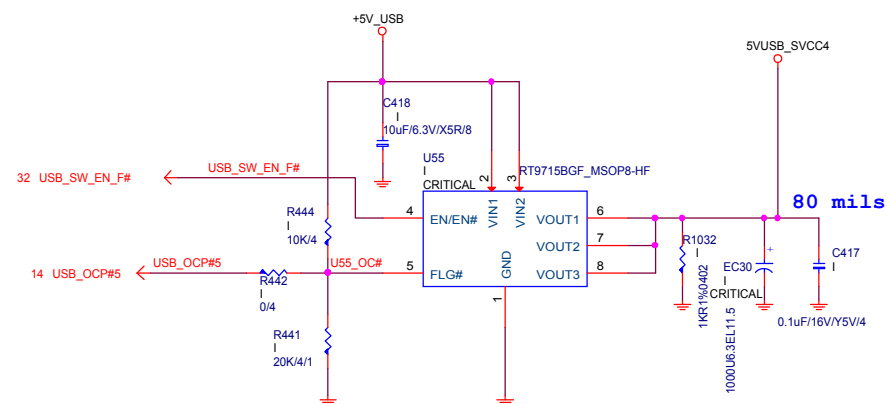 +5V_USB
5VUSB_SVCC4
C418
I
10uF/6.3V/X5R/8
U55
I
CRITICAL
RT9715BGF_MSOP8-HF
2
3
32 USB_SW_EN_F#
USB_SW_EN_F#
4
EN/EN#
VIN1
VIN2
VOUT1
6
80 mils
R444
I
10K/4
VOUT2
7
R1032
I
1KR1%0402
EC30
I
CRITICAL
1000U6.3EL11.5
+
C417
I
0.1uF/16V/Y5V/4
14 USB_OCP#5
USB_OCP#5
U55_OC#
5
FLG#
GND
VOUT3
8
R442
I
0/4
1
R441
I
20K/4/1